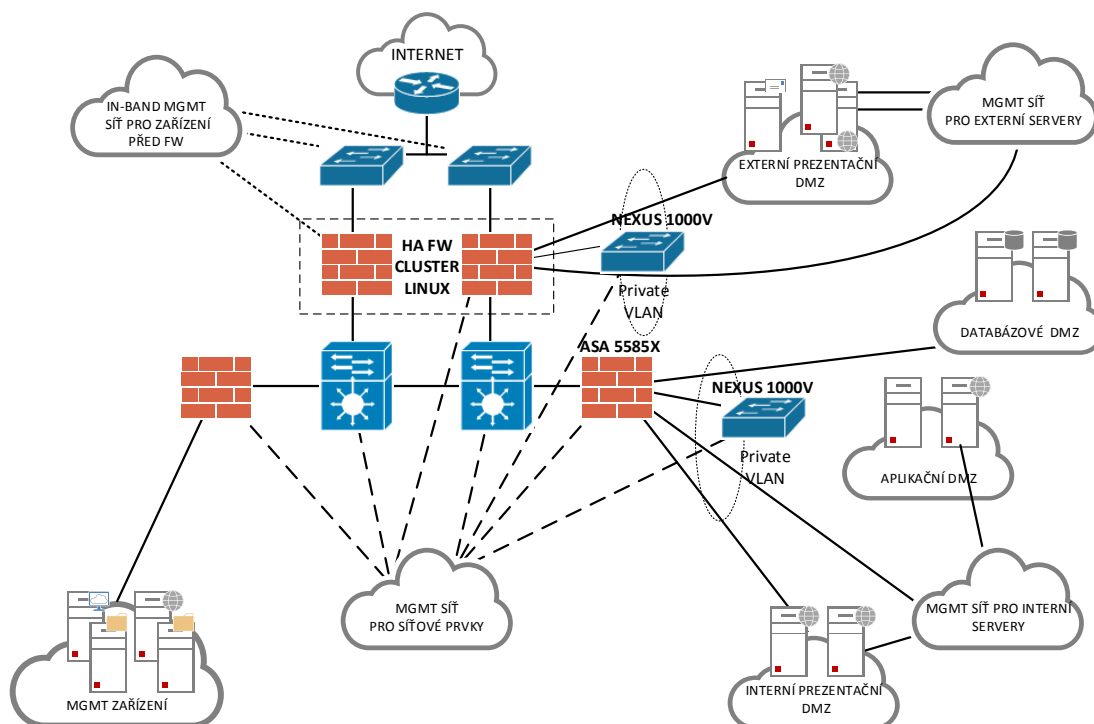 INTERNET
IN-BAND MGMT
SÍŤ PRO ZAŘÍZENÍ
PŘED FW
MGMT SÍŤ
PRO EXTERNÍ SERVERY
EXTERNÍ PREZENTAČNÍ
DMZ
NEXUS 1000V
HA FW
CLUSTER
LINUX
Private
VLAN
DATABÁZOVÉ DMZ
ASA 5585X
NEXUS 1000V
Private
VLAN
APLIKAČNÍ DMZ
MGMT SÍŤ
PRO SÍŤOVÉ PRVKY
MGMT SÍŤ PRO INTERNÍ
SERVERY
MGMT ZAŘÍZENÍ
INTERNÍ PREZENTAČNÍ
DMZ